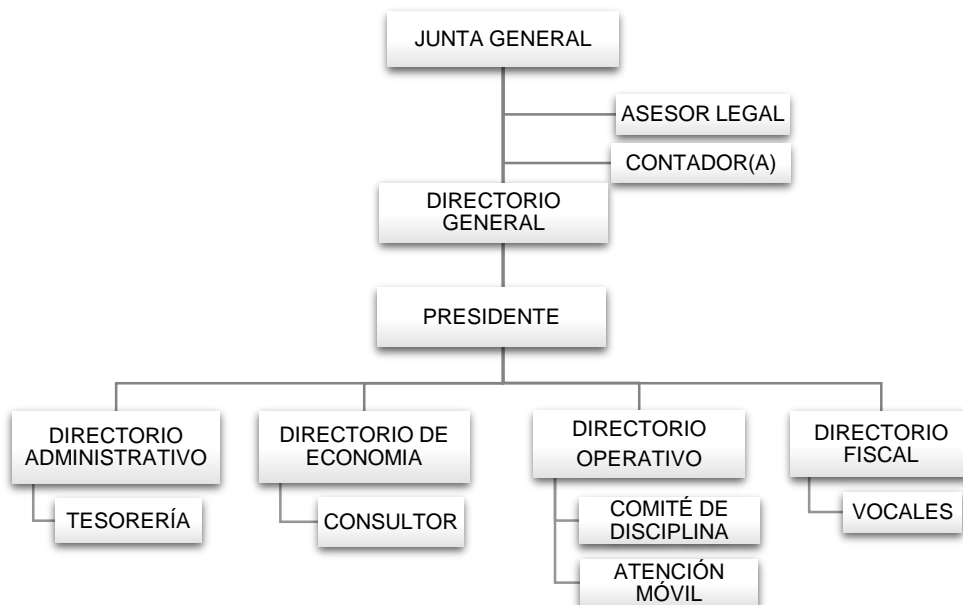 JUNTA GENERAL
ASESOR LEGAL
CONTADOR(A)
DIRECTORIO
GENERAL
PRESIDENTE
DIRECTORIO
ADMINISTRATIVO
TESORERÍA
DIRECTORIO DE
ECONOMIA
CONSULTOR
DIRECTORIO
OPERATIVO
COMITÉ DE
DISCIPLINA
ATENCIÓN
MÓVIL
DIRECTORIO
FISCAL
VOCALES